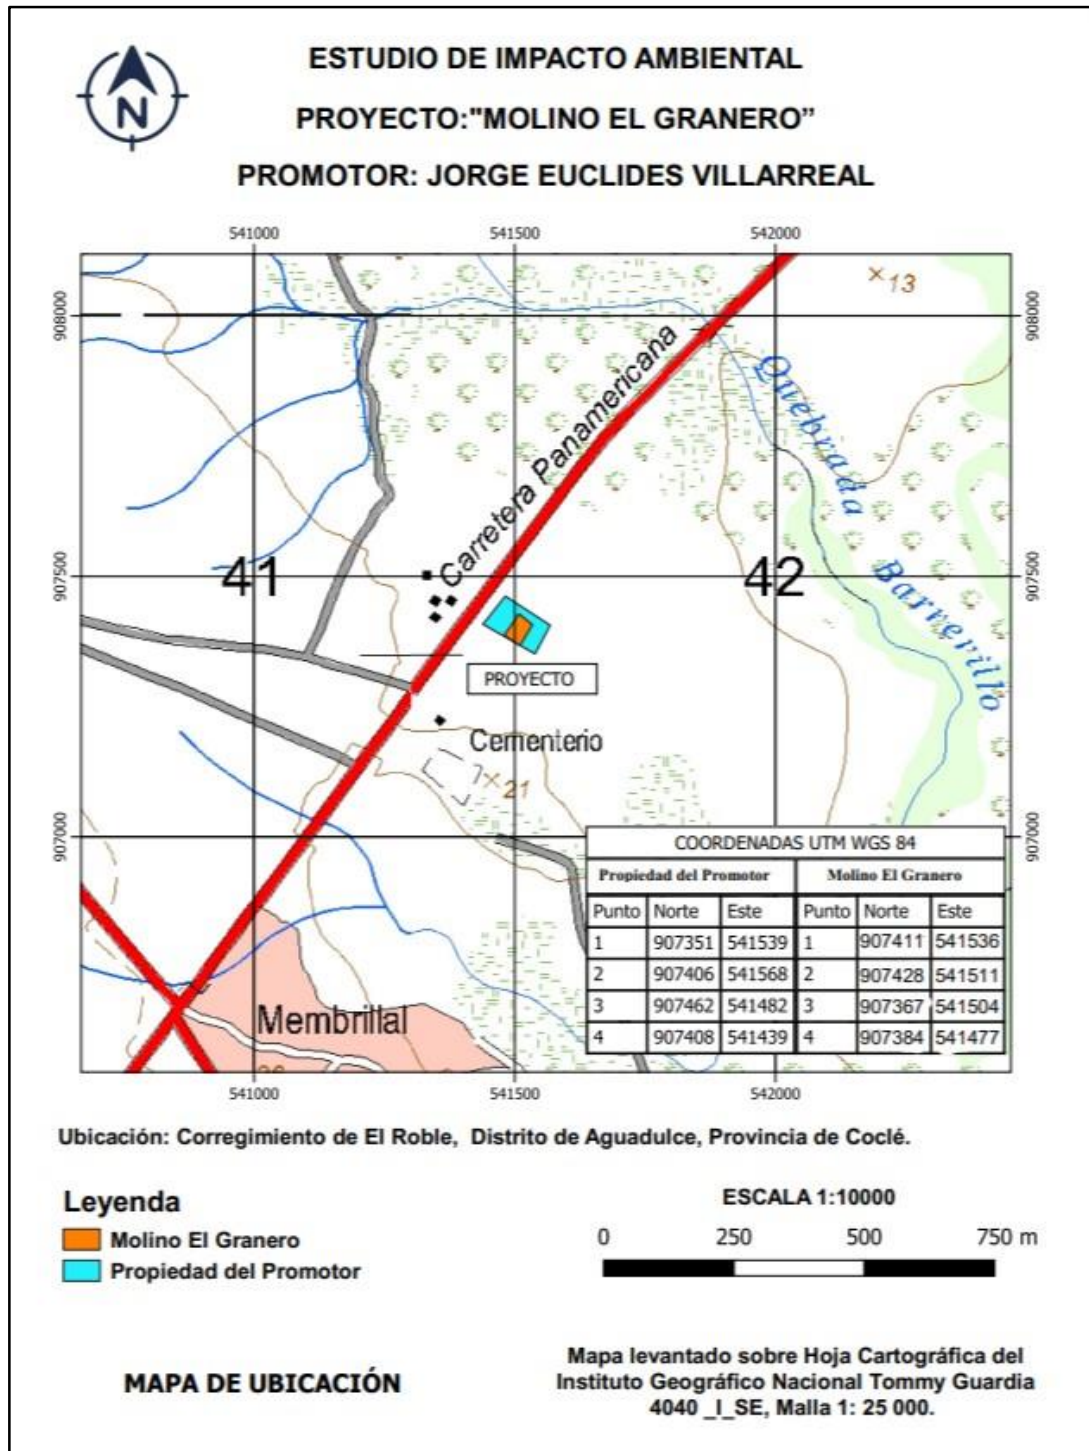 ESTUDIO DE IMPACTO AMBIENTAL
N
PROYECTO:"MOLINO EL GRANERO”
PROMOTOR: JORGE EUCLIDES VILLARREAL
541000 541500 542000
13
908000 908000
Carretera Panamericana
Quebrada Barrerillo
907500 41 42 907500
PROYECTO
Cementerio
21
907000 907000
COORDENADAS UTM WGS 84
Propiedad del Promotor Molino El Granero
Punto Norte Este Punto Norte Este
1 907351 541539 1 907411 541536
2 907406 541568 2 907428 541511
3 907462 541482 3 907367 541504
4 907408 541439 4 907384 541477
Membrillal
541000 541500 542000
Ubicación: Corregimiento de El Roble, Distrito de Aguadulce, Provincia de Coclé.
Leyenda
Molino El Granero
Propiedad del Promotor
ESCALA 1:10000
0 250 500 750 m
MAPA DE UBICACIÓN
Mapa levantado sobre Hoja Cartográfica del
Instituto Geográfico Nacional Tommy Guardia
4040 _I_SE, Malla 1: 25 000.